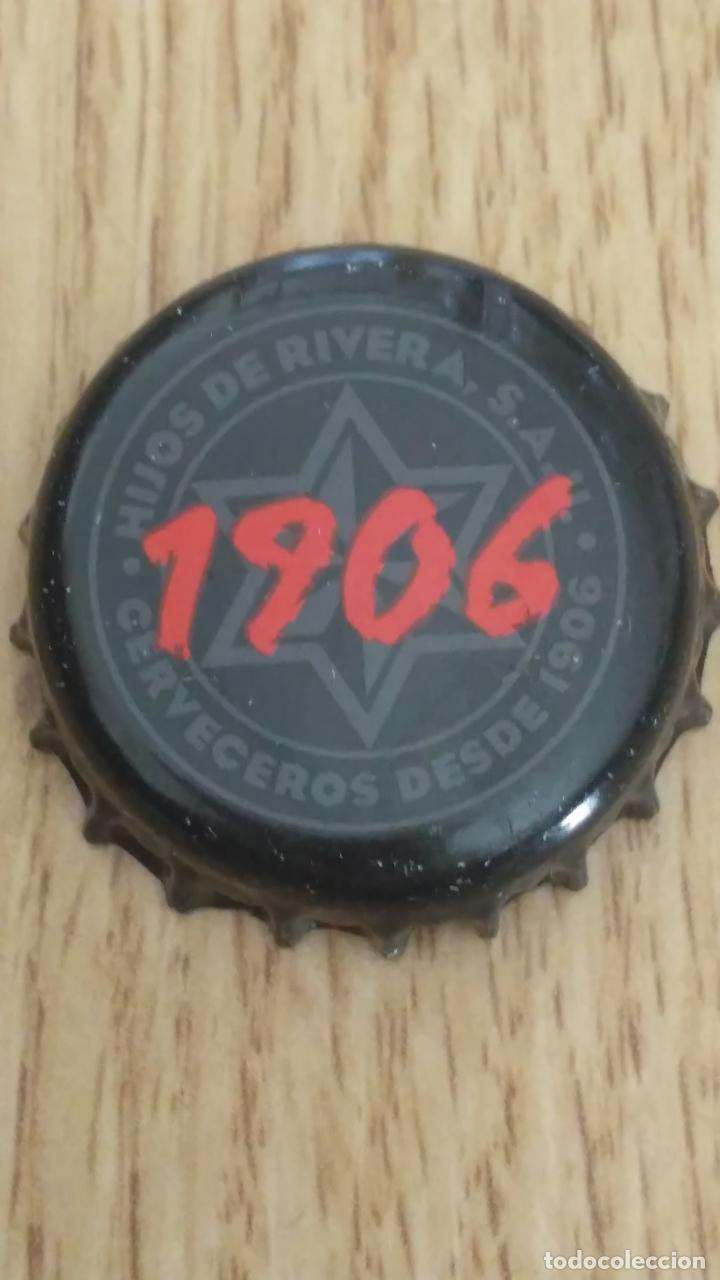 HIJOS DE RIVERA, S.A.U.
1906
CERVECEROS DESDE 1906
todocoleccion